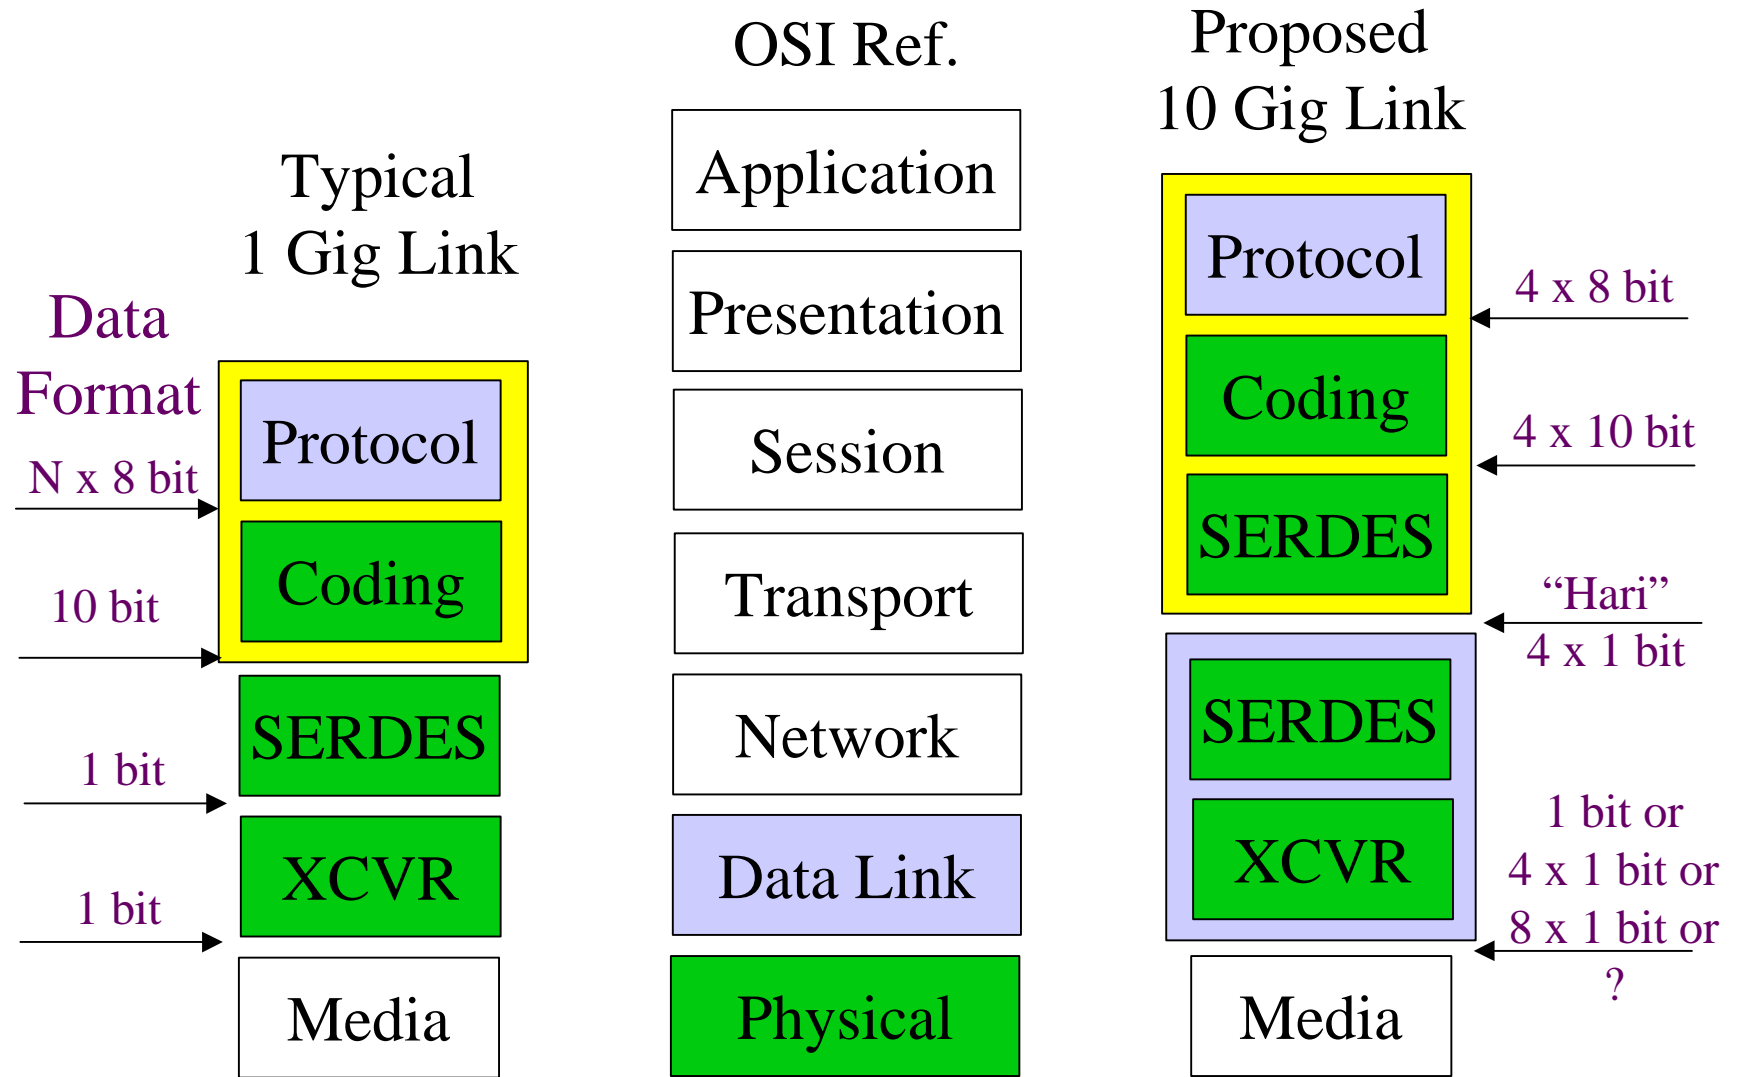 Typical
1 Gig Link
Data
Format
Protocol
N x 8 bit
Coding
10 bit
SERDES
1 bit
XCVR
1 bit
Media
OSI Ref.
Application
Presentation
Session
Transport
Network
Data Link
Physical
Proposed
10 Gig Link
Protocol
4 x 8 bit
Coding
4 x 10 bit
SERDES
“Hari”
4 x 1 bit
SERDES
XCVR
1 bit or
4 x 1 bit or
8 x 1 bit or
?
Media